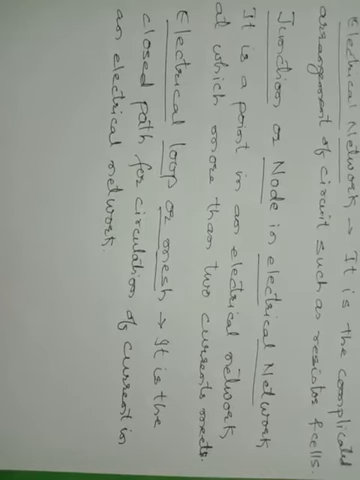 Electrical Network → It is the complicated
arrangement of circuit such as resistor & cells.
Junction or Node in electrical Network
It is a point in an electrical network
at which more than two currents meets.
Electrical loop or mesh → It is the
closed path for circulation of current in
an electrical network.